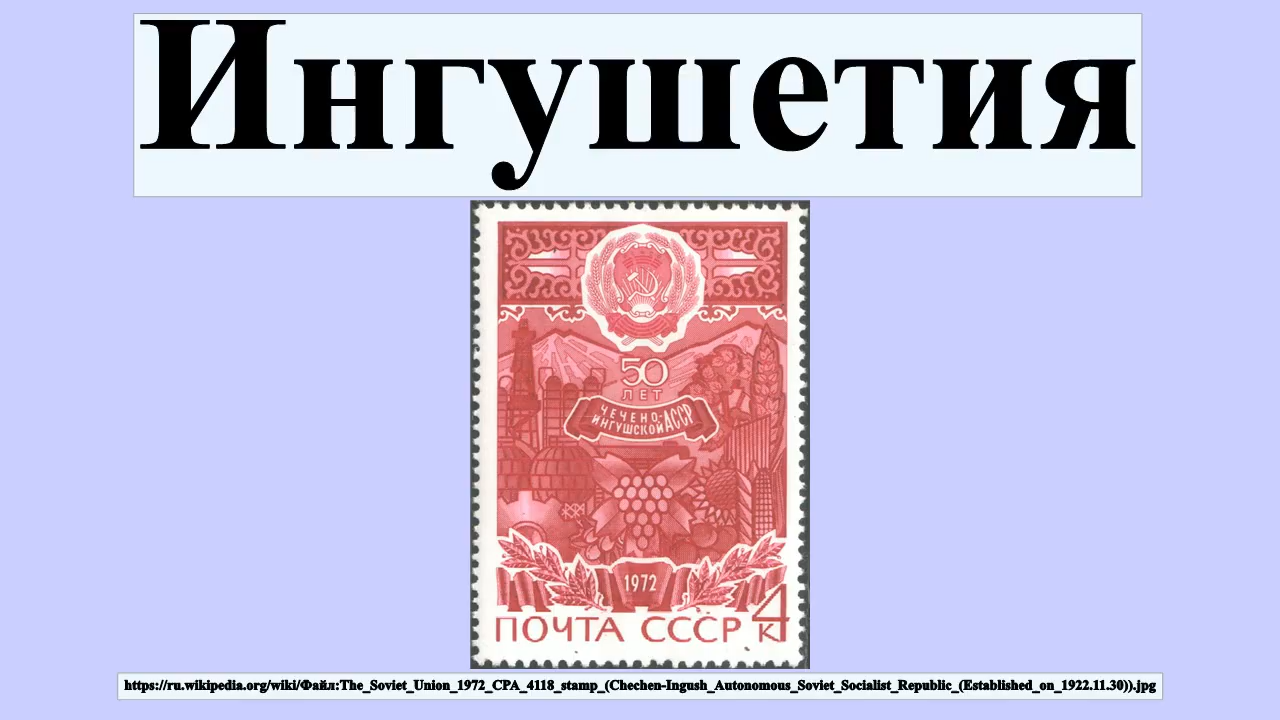 Ингушетия
50
ЛЕТ
ЧЕЧЕНО-
ИНГУШСКОЙ АССР
1972
ПОЧТА СССР 4
К
https://ru.wikipedia.org/wiki/Файл:The_Soviet_Union_1972_CPA_4118_stamp_(Chechen-Ingush_Autonomous_Soviet_Socialist_Republic_(Established_on_1922.11.30)).jpg